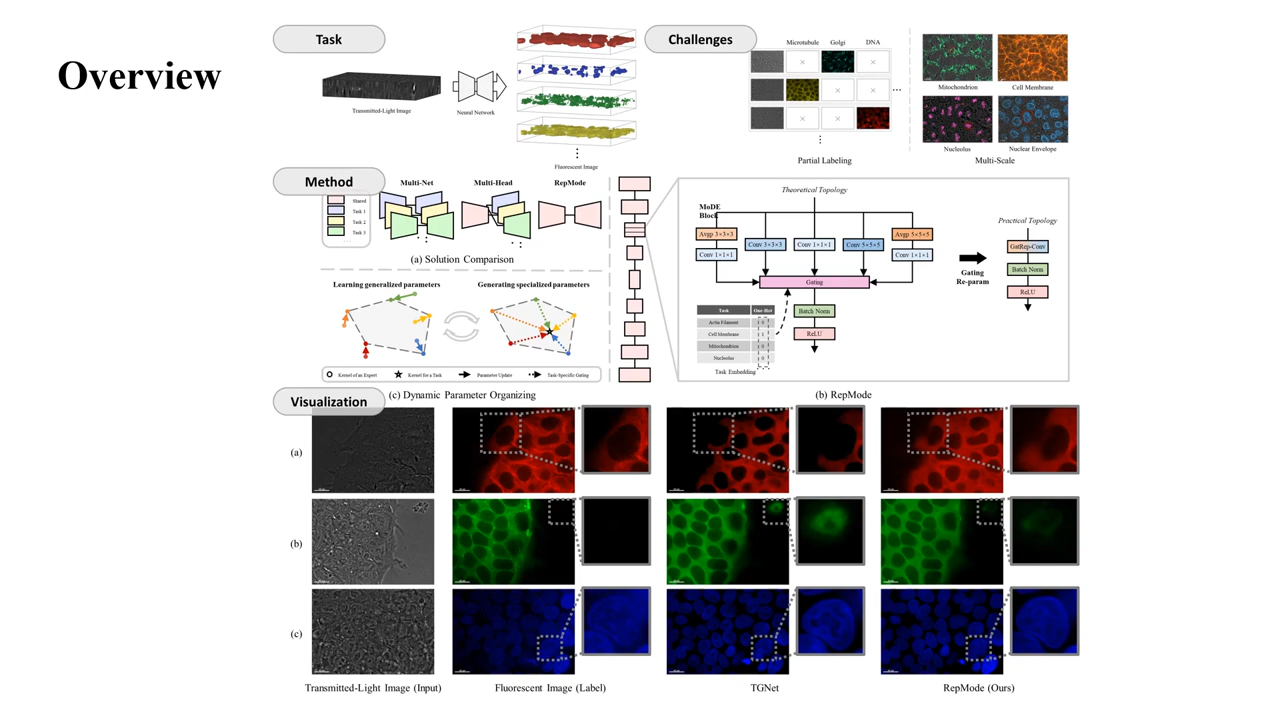 Overview
Task
Transmitted-Light Image
Neural Network
Fluorescent Image
Challenges
Microtubule Golgi DNA
Partial Labeling
Mitochondrion Cell Membrane
Nucleolus Nuclear Envelope
Multi-Scale
Method
Shared
Task 1
Task 2
Task 3
Multi-Net Multi-Head RepMode
(a) Solution Comparison
Learning generalized parameters
Generating specialized parameters
Kernel of an Expert Kernel for a Task Parameter Update Task-Specific Gating
(c) Dynamic Parameter Organizing
Theoretical Topology
MoDE
Block
Avgp 3×3×3
Conv 1×1×1
Conv 3×3×3
Conv 1×1×1
Conv 5×5×5
Avgp 5×5×5
Conv 1×1×1
Gating
Batch Norm
ReLU
Task One-Hot
Actin Filament 0
Cell Membrane 1
Mitochondrion 0
Nucleolus 0
Task Embedding
Gating
Re-param
Practical Topology
GatRep-Conv
Batch Norm
ReLU
(b) RepMode
Visualization
(a)
(b)
(c)
Transmitted-Light Image (Input) Fluorescent Image (Label) TGNet RepMode (Ours)